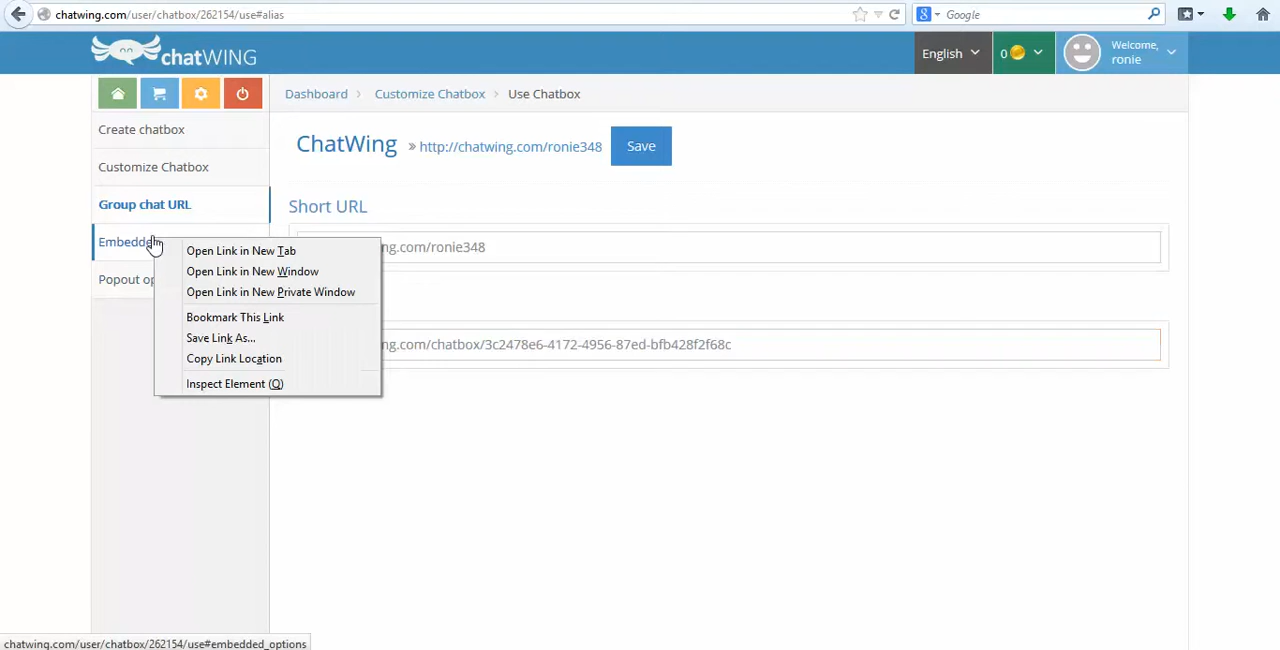 chatwing.com/user/chatbox/262154/use#alias
Google
chatWING
English
0
Welcome,
ronie
Dashboard > Customize Chatbox > Use Chatbox
Create chatbox
Customize Chatbox
Group chat URL
Embedde
Popout op
ChatWing » http://chatwing.com/ronie348 Save
Short URL
ng.com/ronie348
ng.com/chatbox/3c2478e6-4172-4956-87ed-bfb428f2f68c
Open Link in New Tab
Open Link in New Window
Open Link in New Private Window
Bookmark This Link
Save Link As...
Copy Link Location
Inspect Element (Q)
chatwing.com/user/chatbox/262154/use#embedded_options